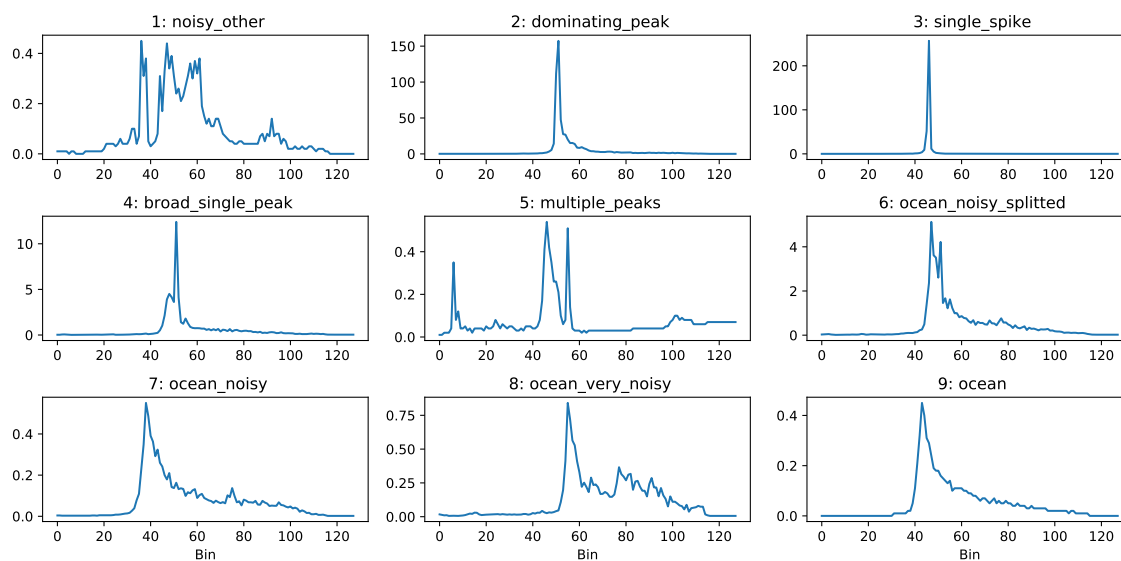 1: noisy_other 2: dominating_peak 3: single_spike
0.4 150 200
0.2 100 100
50
0.0 0 0
0 20 40 60 80 100 120 0 20 40 60 80 100 120 0 20 40 60 80 100 120
4: broad_single_peak 5: multiple_peaks 6: ocean_noisy_splitted
10 0.4 4
5 0.2 2
0 0.0 0
0 20 40 60 80 100 120 0 20 40 60 80 100 120 0 20 40 60 80 100 120
7: ocean_noisy 8: ocean_very_noisy 9: ocean
0.4 0.75 0.4
0.50
0.2 0.25 0.2
0.0 0.00 0.0
0 20 40 60 80 100 120 0 20 40 60 80 100 120 0 20 40 60 80 100 120
Bin Bin Bin